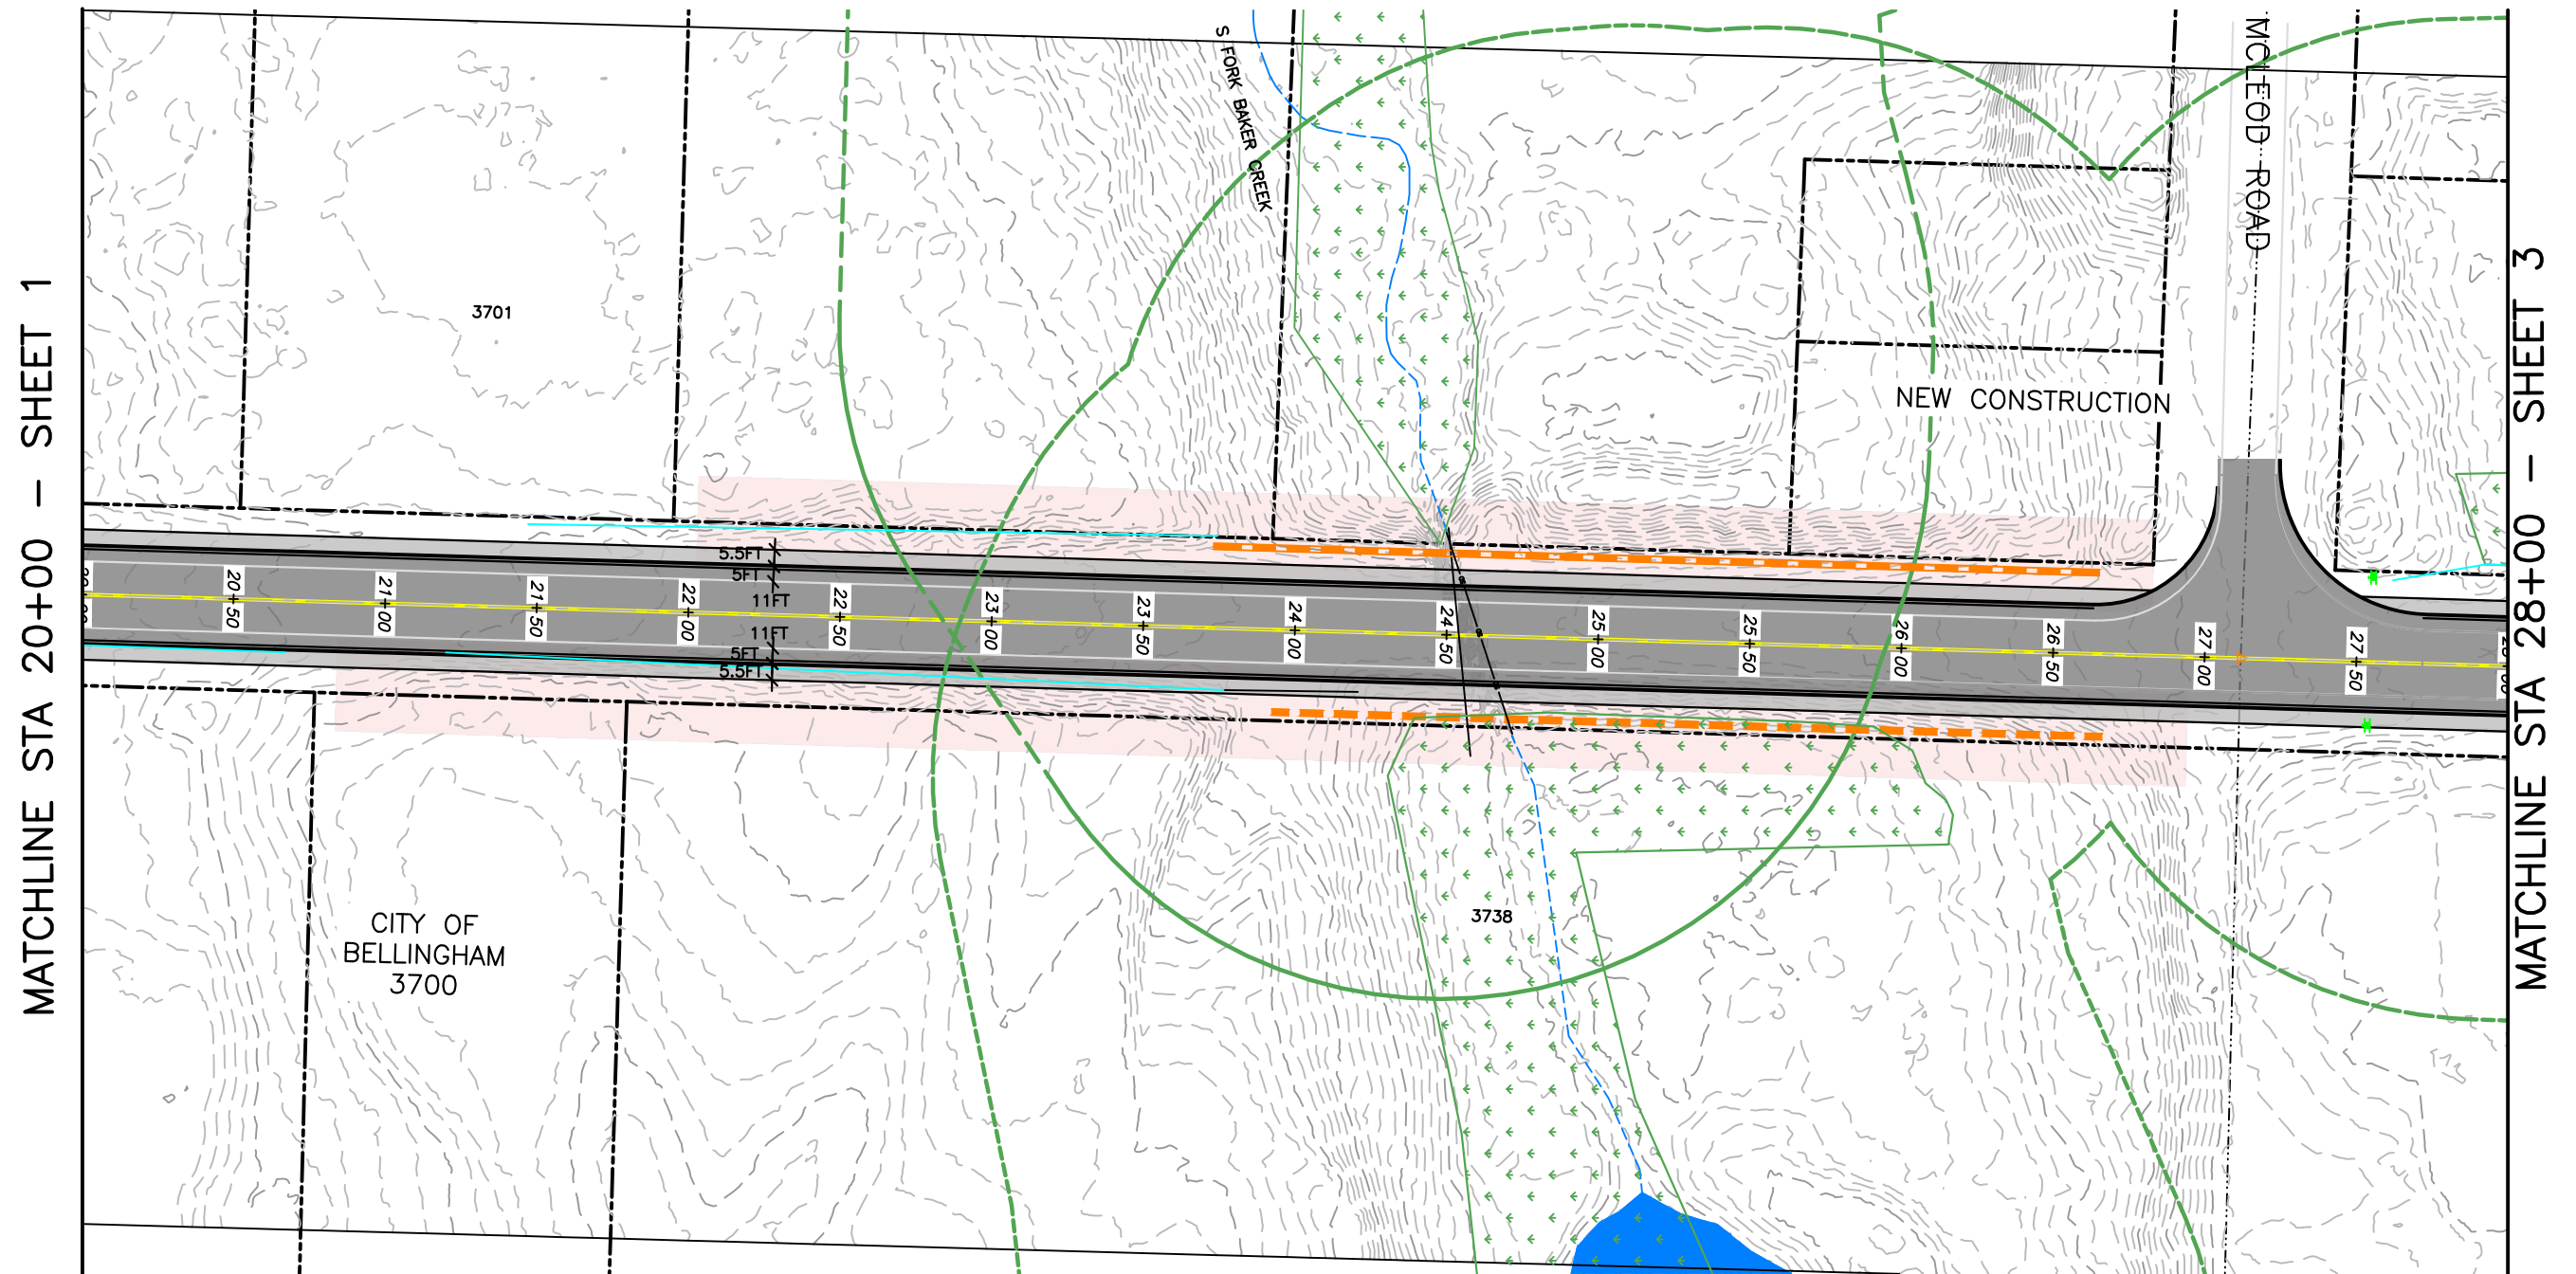 MATCHLINE STA 20+00 – SHEET 1
S FORK BAKER CREEK
MCLEOD ROAD
3701
NEW CONSTRUCTION
5.5FT
5FT
11FT
11FT
5FT
5.5FT
20+50
21+00
21+50
22+00
22+50
23+00
23+50
24+00
24+50
25+00
25+50
26+00
26+50
27+00
27+50
CITY OF
BELLINGHAM
3700
3738
MATCHLINE STA 28+00 – SHEET 3